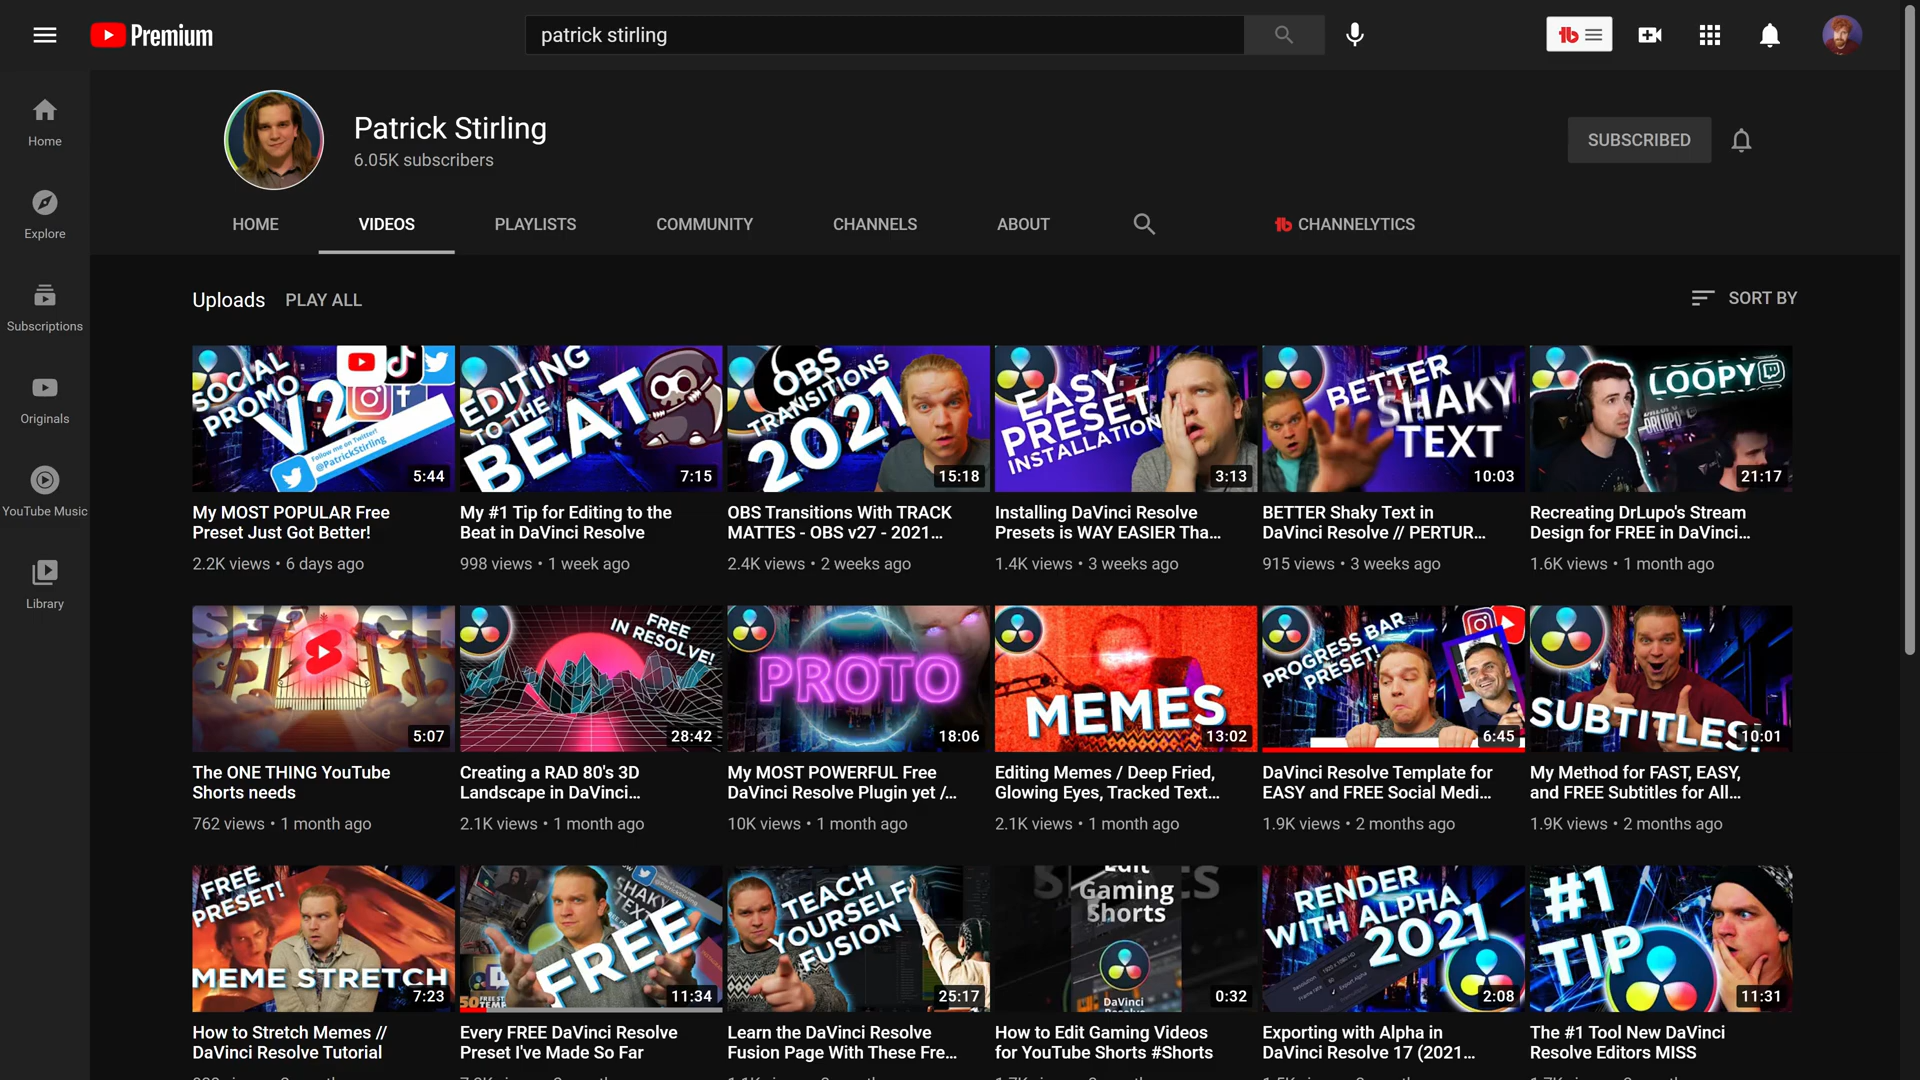 Premium
patrick stirling
Home
Explore
Subscriptions
Originals
YouTube Music
Library
Patrick Stirling
6.05K subscribers
SUBSCRIBED
HOME
VIDEOS
PLAYLISTS
COMMUNITY
CHANNELS
ABOUT
CHANNELYTICS
Uploads
PLAY ALL
SORT BY
SOCIAL
PROMO
V2
Follow me on Twitter!
@PatrickStirling
5:44
EDITING
TO THE
BEAT
7:15
OBS
TRANSITIONS
2021
15:18
EASY
PRESET
INSTALLATION
3:13
BETTER
SHAKY
TEXT
10:03
LOOPY
DRLUPO
21:17
My MOST POPULAR Free
Preset Just Got Better!
2.2K views • 6 days ago
My #1 Tip for Editing to the
Beat in DaVinci Resolve
998 views • 1 week ago
OBS Transitions With TRACK
MATTES - OBS v27 - 2021...
2.4K views • 2 weeks ago
Installing DaVinci Resolve
Presets is WAY EASIER Tha...
1.4K views • 3 weeks ago
BETTER Shaky Text in
DaVinci Resolve // PERTUR...
915 views • 3 weeks ago
Recreating DrLupo's Stream
Design for FREE in DaVinci...
1.6K views • 1 month ago
SEARCH
5:07
FREE
IN RESOLVE!
28:42
PROTO
18:06
MEMES
13:02
PROGRESS BAR
PRESET!
6:45
SUBTITLES!
10:01
The ONE THING YouTube
Shorts needs
762 views • 1 month ago
Creating a RAD 80's 3D
Landscape in DaVinci...
2.1K views • 1 month ago
My MOST POWERFUL Free
DaVinci Resolve Plugin yet /...
10K views • 1 month ago
Editing Memes / Deep Fried,
Glowing Eyes, Tracked Text...
2.1K views • 1 month ago
DaVinci Resolve Template for
EASY and FREE Social Medi...
1.9K views • 2 months ago
My Method for FAST, EASY,
and FREE Subtitles for All...
1.9K views • 2 months ago
FREE
PRESET!
MEME STRETCH
7:23
@PatrickStirling
SHAKY
TEXT
FREE
11:34
TEACH
YOURSELF
FUSION
25:17
Edit
Gaming
Shorts
DaVinci
Resolve
0:32
RENDER
WITH ALPHA
2021
2:08
#1
TIP
11:31
How to Stretch Memes //
DaVinci Resolve Tutorial
Every FREE DaVinci Resolve
Preset I've Made So Far
Learn the DaVinci Resolve
Fusion Page With These Fre...
How to Edit Gaming Videos
for YouTube Shorts #Shorts
Exporting with Alpha in
DaVinci Resolve 17 (2021...
The #1 Tool New DaVinci
Resolve Editors MISS